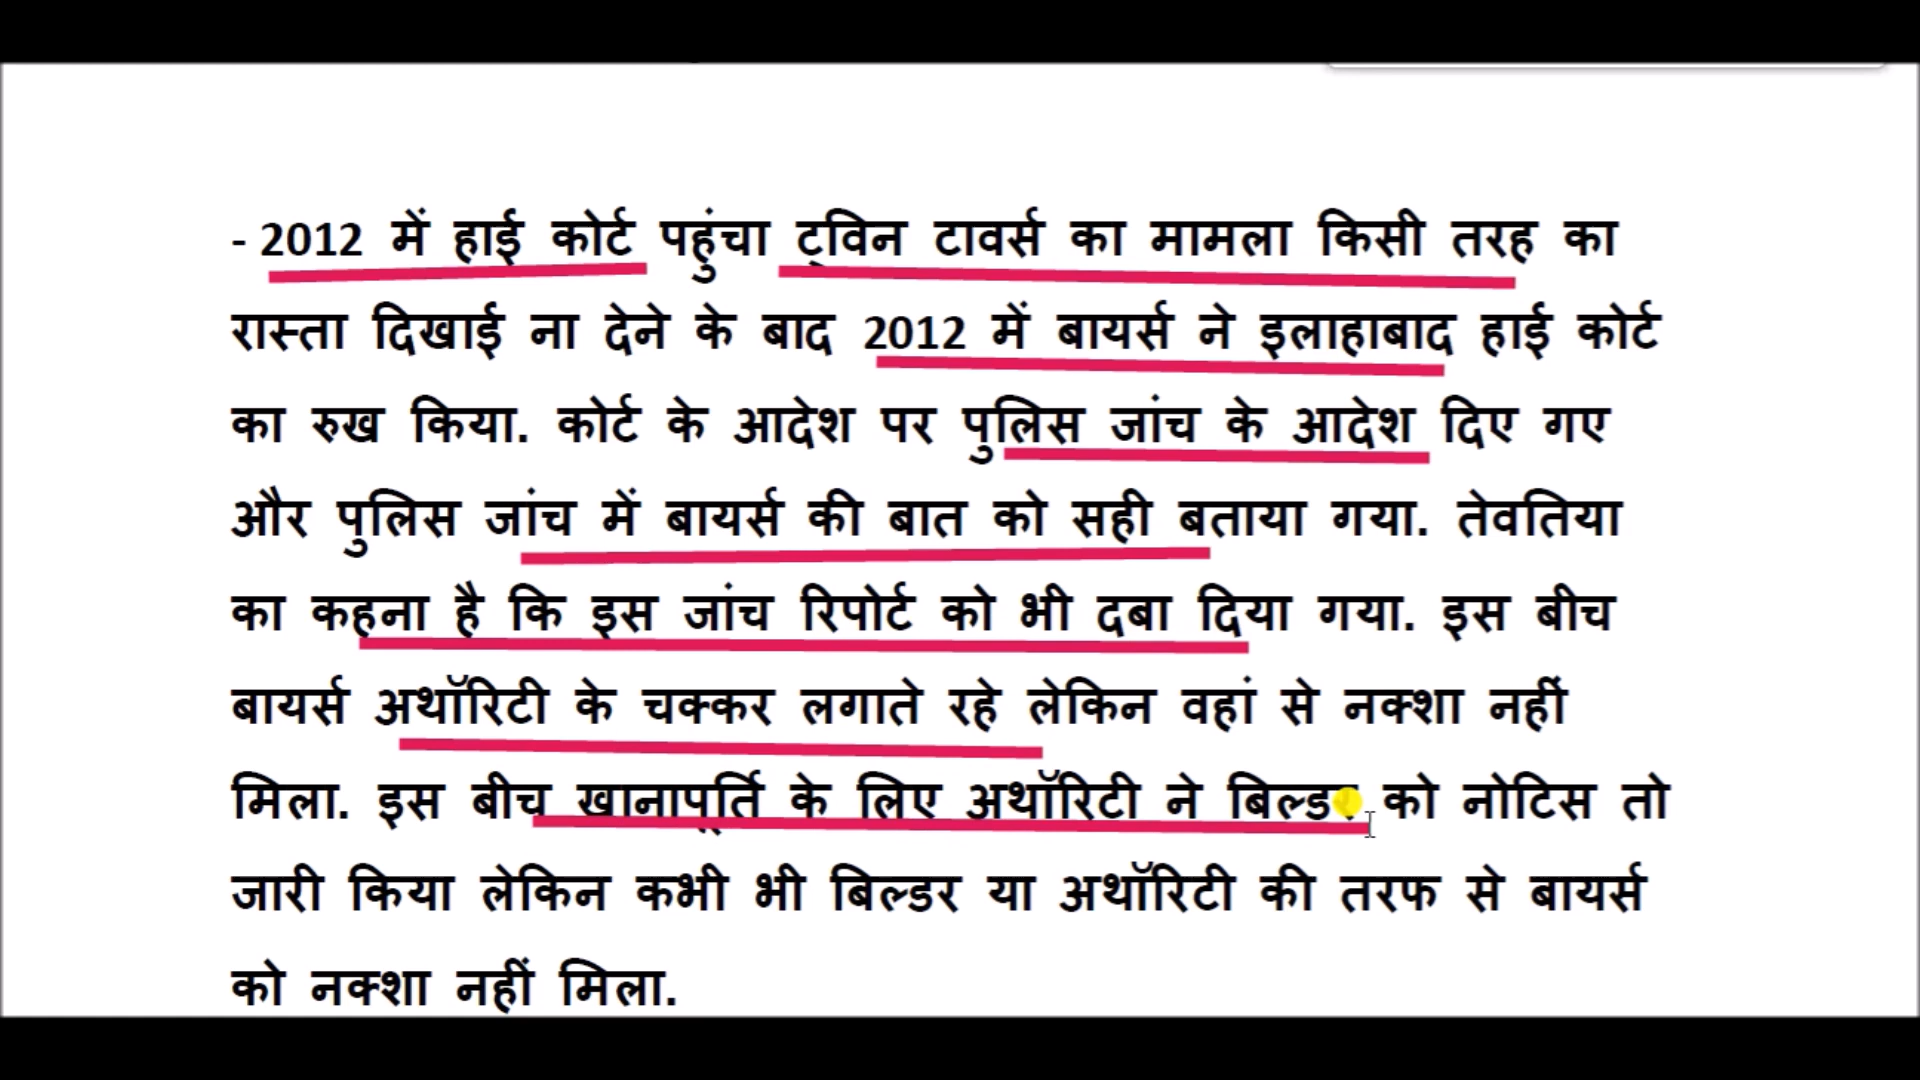 - 2012 में हाई कोर्ट पहुंचा ट्विन टावर्स का मामला किसी तरह का
रास्ता दिखाई ना देने के बाद 2012 में बायर्स ने इलाहाबाद हाई कोर्ट
का रुख किया. कोर्ट के आदेश पर पुलिस जांच के आदेश दिए गए
और पुलिस जांच में बायर्स की बात को सही बताया गया. तेवतिया
का कहना है कि इस जांच रिपोर्ट को भी दबा दिया गया. इस बीच
बायर्स अथॉरिटी के चक्कर लगाते रहे लेकिन वहां से नक्शा नहीं
मिला. इस बीच खानापूर्ति के लिए अथॉरिटी ने बिल्डर को नोटिस तो
जारी किया लेकिन कभी भी बिल्डर या अथॉरिटी की तरफ से बायर्स
को नक्शा नहीं मिला.